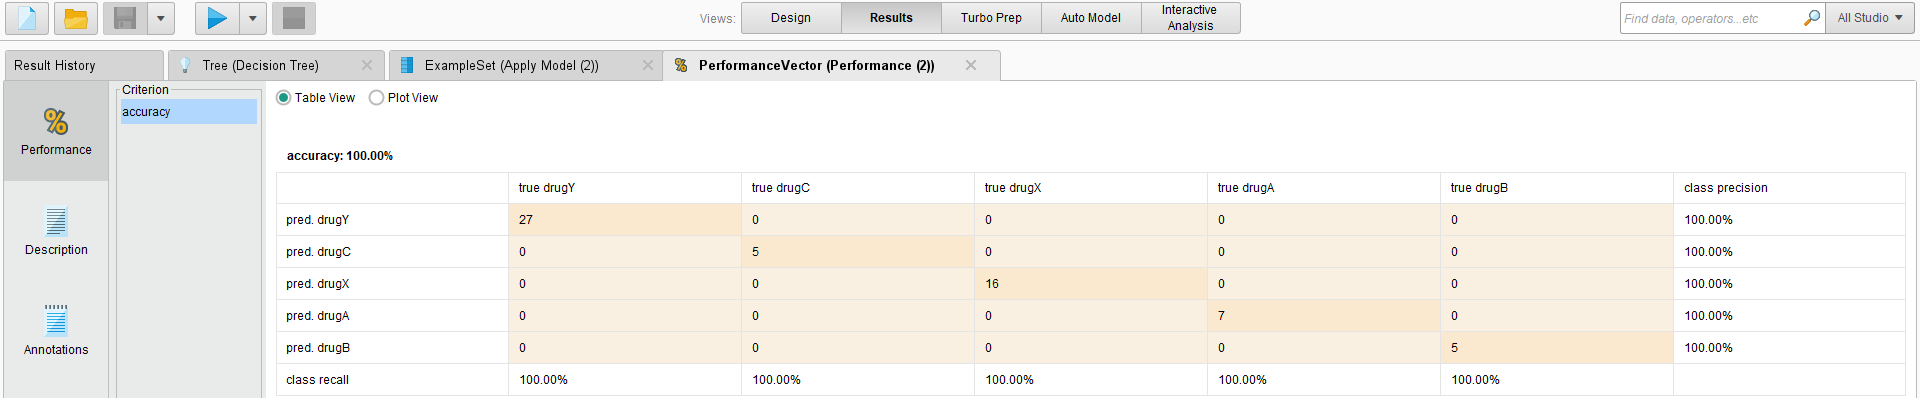 Views:
Design
Results
Turbo Prep
Auto Model
Interactive
Analysis
Find data, operators...etc
All Studio
Result History
Tree (Decision Tree)
ExampleSet (Apply Model (2))
%
PerformanceVector (Performance (2))
%
Performance
Description
Annotations
Criterion
accuracy
Table View
Plot View
accuracy: 100.00%
true drugY true drugC true drugX true drugA true drugB class precision
pred. drugY 27 0 0 0 0 100.00%
pred. drugC 0 5 0 0 0 100.00%
pred. drugX 0 0 16 0 0 100.00%
pred. drugA 0 0 0 7 0 100.00%
pred. drugB 0 0 0 0 5 100.00%
class recall 100.00% 100.00% 100.00% 100.00% 100.00%